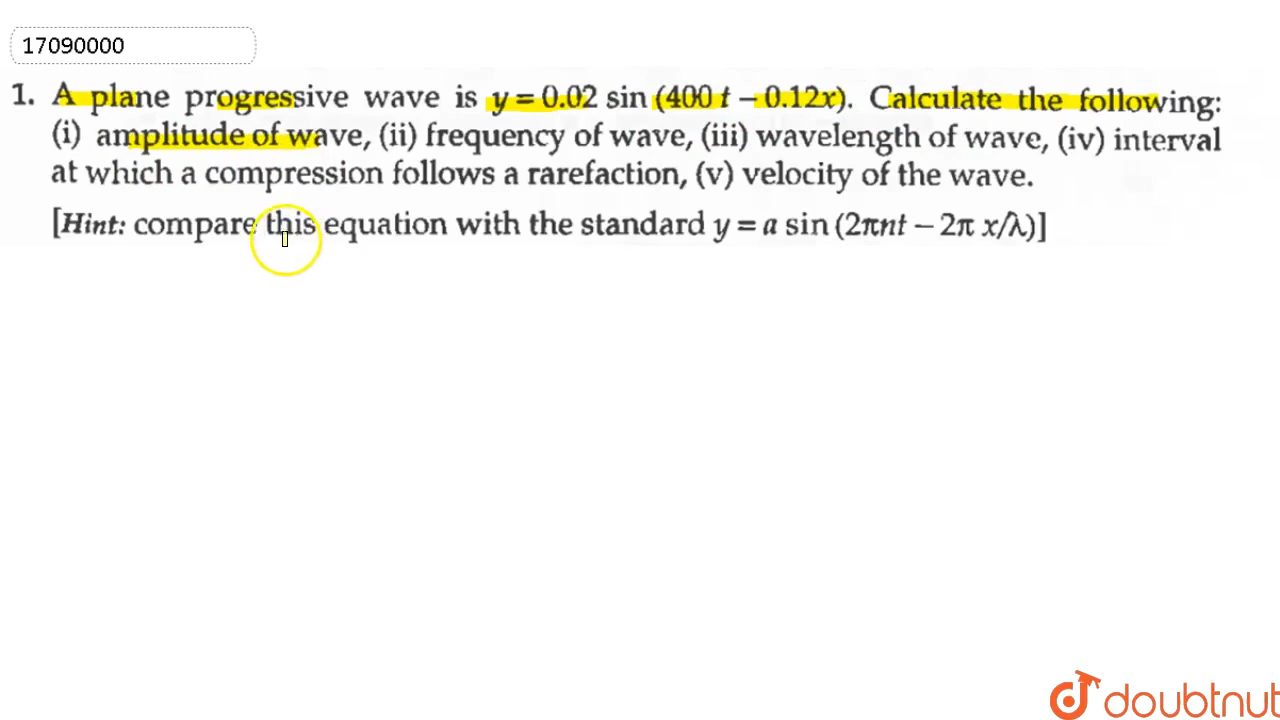 17090000
1. A plane progressive wave is y = 0.02 sin (400 t – 0.12x). Calculate the following:
(i) amplitude of wave, (ii) frequency of wave, (iii) wavelength of wave, (iv) interval
at which a compression follows a rarefaction, (v) velocity of the wave.
[Hint: compare this equation with the standard y = a sin (2πnt – 2π x/λ)]
doubtnut